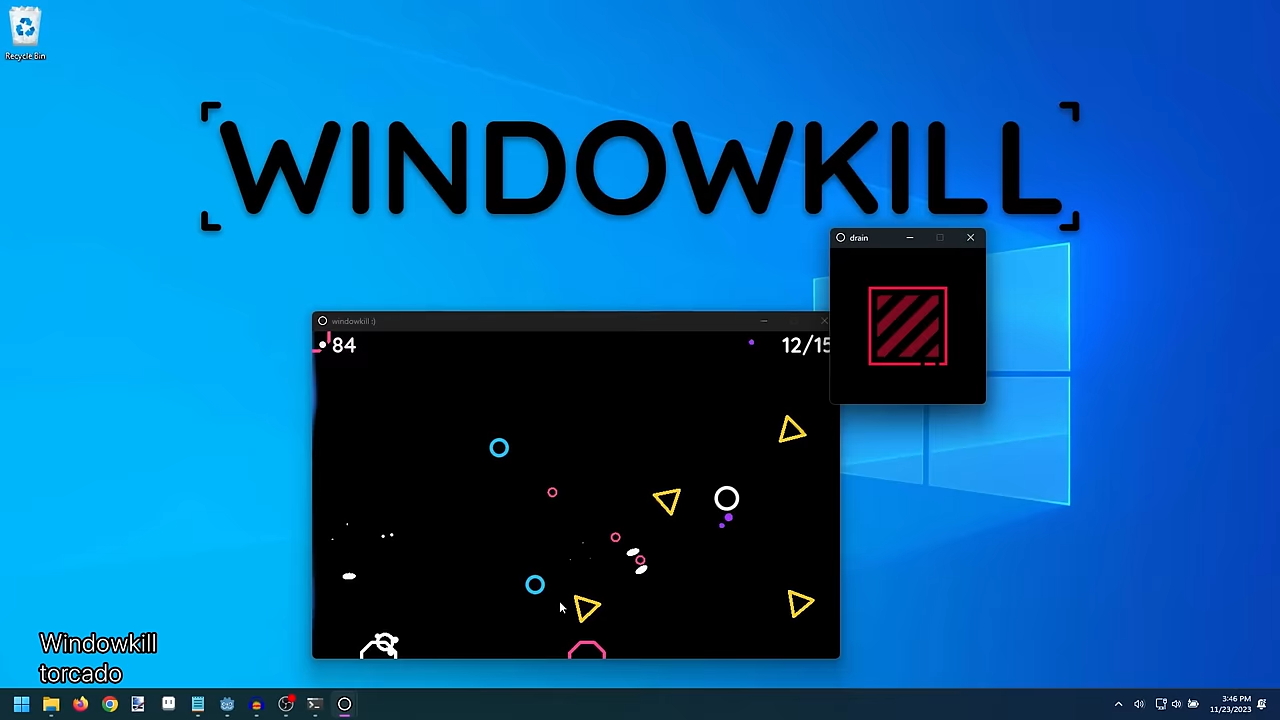 Recycle Bin
WINDOWKILL
drain
windowkill :)
84
12/15
Windowkill
torcado
3:46 PM
11/23/2023